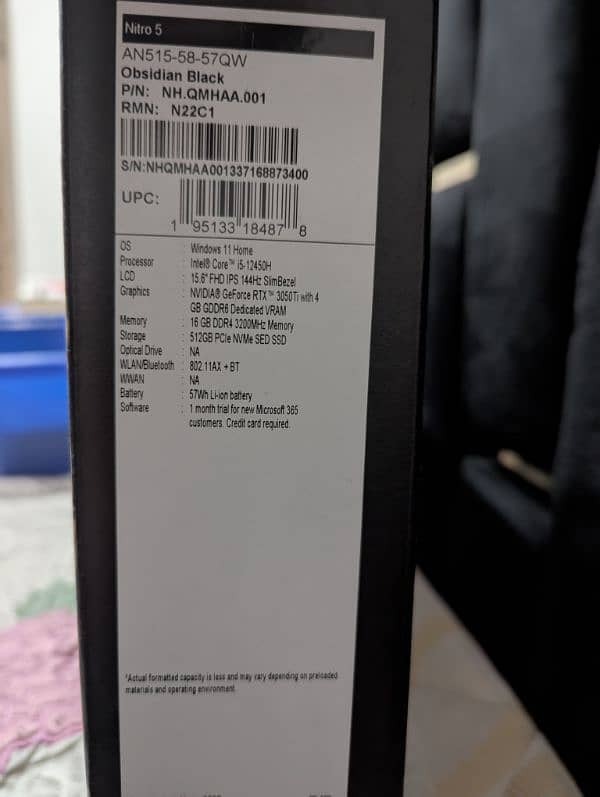 Nitro 5
AN515-58-57QW
Obsidian Black
P/N: NH.QMHAA.001
RMN: N22C1
S/N:NHQMHAA001337168873400
UPC:
1 95133 18487 8
OS : Windows 11 Home
Processor : Intel® Core™ i5-12450H
LCD : 15.6" FHD IPS 144Hz SlimBezel
Graphics : NVIDIA® GeForce RTX™ 3050Ti with 4
GB GDDR6 Dedicated VRAM
Memory : 16 GB DDR4 3200MHz Memory
Storage : 512GB PCIe NVMe SED SSD
Optical Drive : NA
WLAN/Bluetooth : 802.11AX + BT
WWAN : NA
Battery : 57Wh Li-ion battery
Software : 1 month trial for new Microsoft 365
customers. Credit card required.
*Actual formatted capacity is less and may vary depending on preloaded
materials and operating environment.